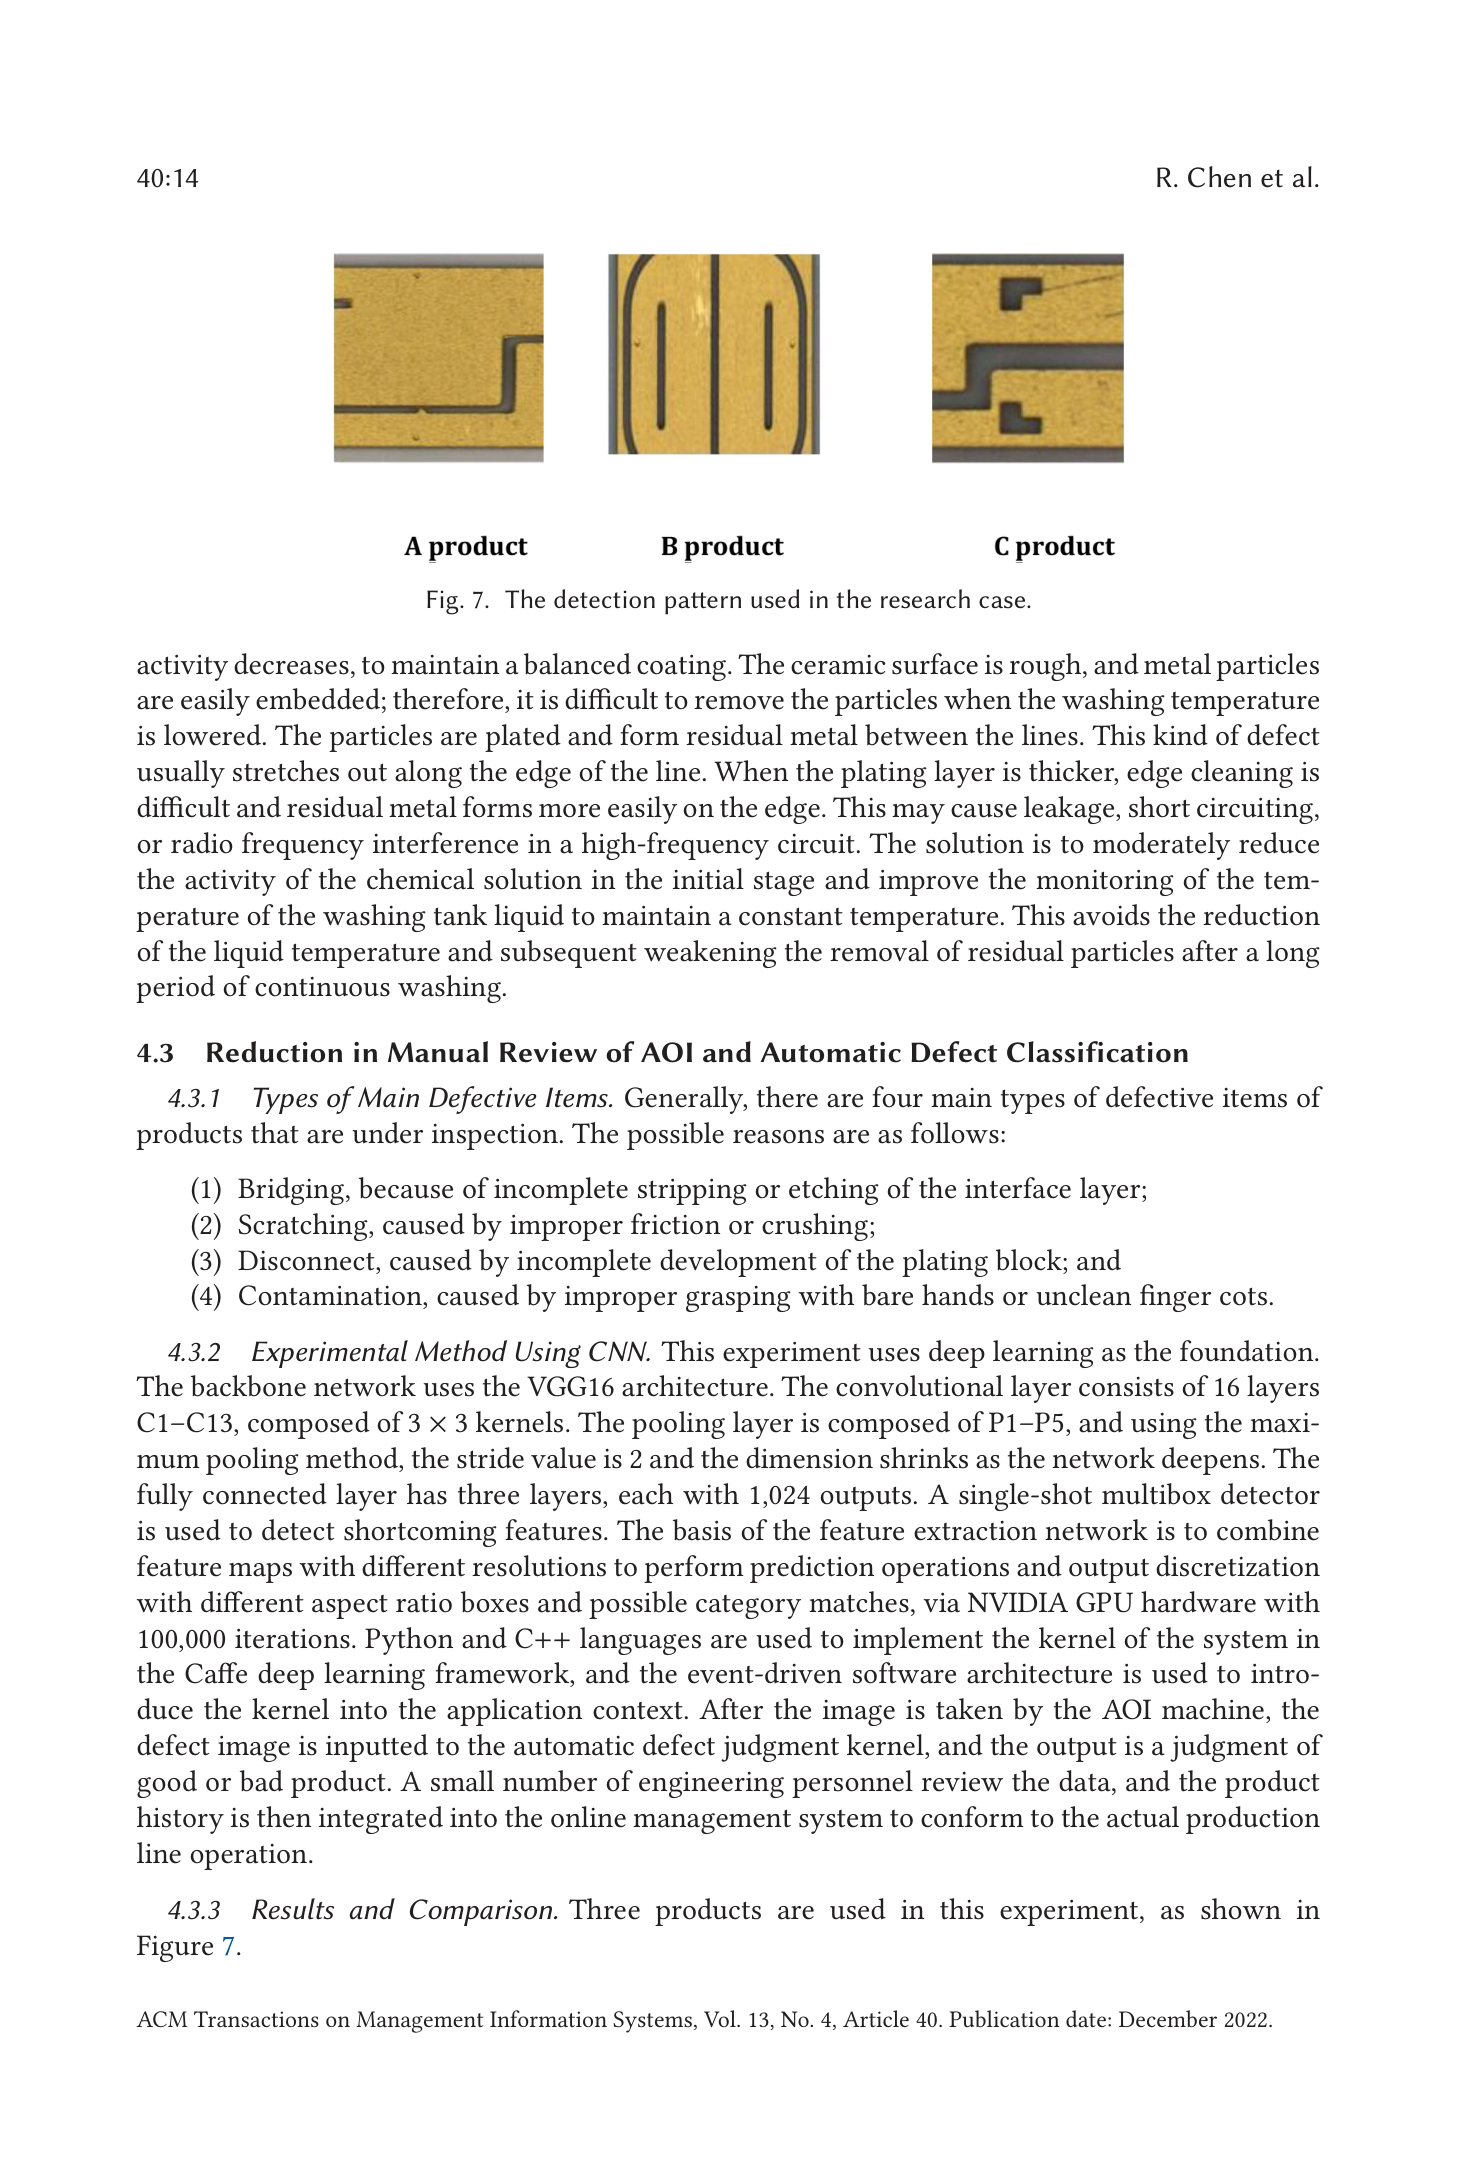 40:14
R. Chen et al.
A product
B product
C product
Fig. 7. The detection pattern used in the research case.
activity decreases, to maintain a balanced coating. The ceramic surface is rough, and metal particles
are easily embedded; therefore, it is difficult to remove the particles when the washing temperature
is lowered. The particles are plated and form residual metal between the lines. This kind of defect
usually stretches out along the edge of the line. When the plating layer is thicker, edge cleaning is
difficult and residual metal forms more easily on the edge. This may cause leakage, short circuiting,
or radio frequency interference in a high-frequency circuit. The solution is to moderately reduce
the activity of the chemical solution in the initial stage and improve the monitoring of the tem-
perature of the washing tank liquid to maintain a constant temperature. This avoids the reduction
of the liquid temperature and subsequent weakening the removal of residual particles after a long
period of continuous washing.
4.3 Reduction in Manual Review of AOI and Automatic Defect Classification
4.3.1 Types of Main Defective Items. Generally, there are four main types of defective items of
products that are under inspection. The possible reasons are as follows:
(1) Bridging, because of incomplete stripping or etching of the interface layer;
(2) Scratching, caused by improper friction or crushing;
(3) Disconnect, caused by incomplete development of the plating block; and
(4) Contamination, caused by improper grasping with bare hands or unclean finger cots.
4.3.2 Experimental Method Using CNN. This experiment uses deep learning as the foundation.
The backbone network uses the VGG16 architecture. The convolutional layer consists of 16 layers
C1–C13, composed of 3 × 3 kernels. The pooling layer is composed of P1–P5, and using the maxi-
mum pooling method, the stride value is 2 and the dimension shrinks as the network deepens. The
fully connected layer has three layers, each with 1,024 outputs. A single-shot multibox detector
is used to detect shortcoming features. The basis of the feature extraction network is to combine
feature maps with different resolutions to perform prediction operations and output discretization
with different aspect ratio boxes and possible category matches, via NVIDIA GPU hardware with
100,000 iterations. Python and C++ languages are used to implement the kernel of the system in
the Caffe deep learning framework, and the event-driven software architecture is used to intro-
duce the kernel into the application context. After the image is taken by the AOI machine, the
defect image is inputted to the automatic defect judgment kernel, and the output is a judgment of
good or bad product. A small number of engineering personnel review the data, and the product
history is then integrated into the online management system to conform to the actual production
line operation.
4.3.3 Results and Comparison. Three products are used in this experiment, as shown in
Figure 7.
ACM Transactions on Management Information Systems, Vol. 13, No. 4, Article 40. Publication date: December 2022.